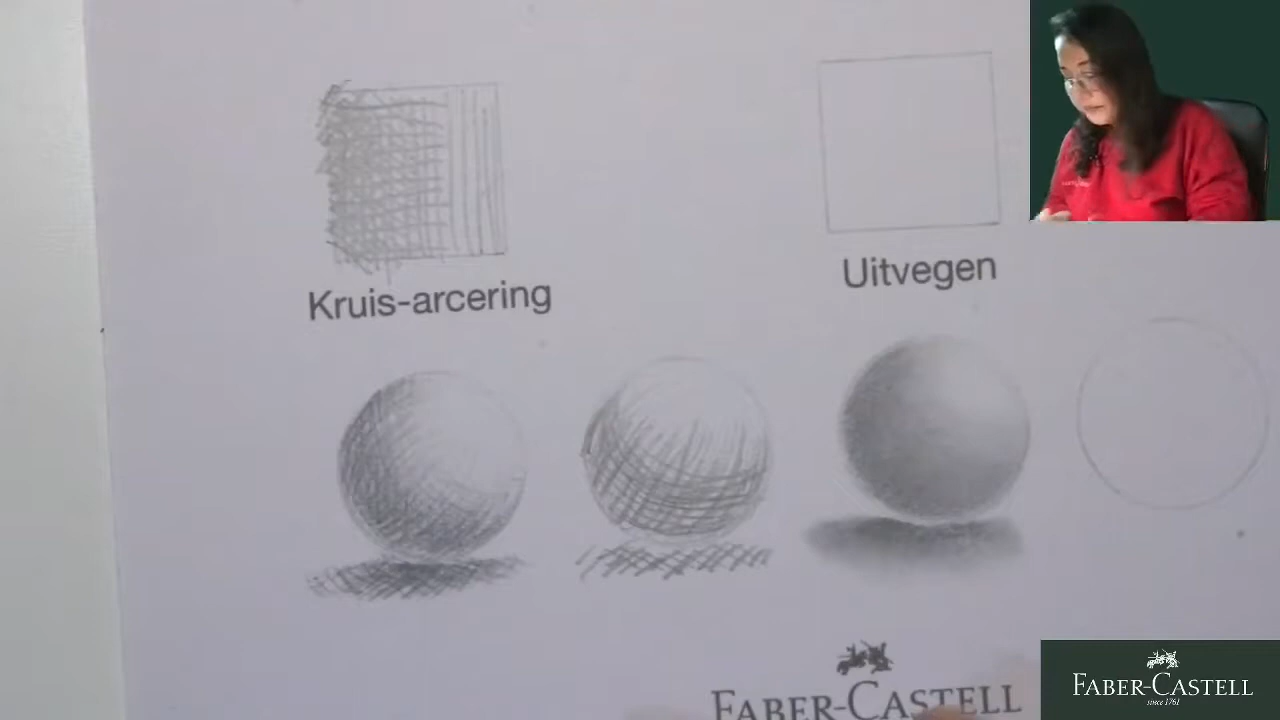 Kruis-arcering
Uitvegen
FABER-CASTELL
FABER-CASTELL
since 1761